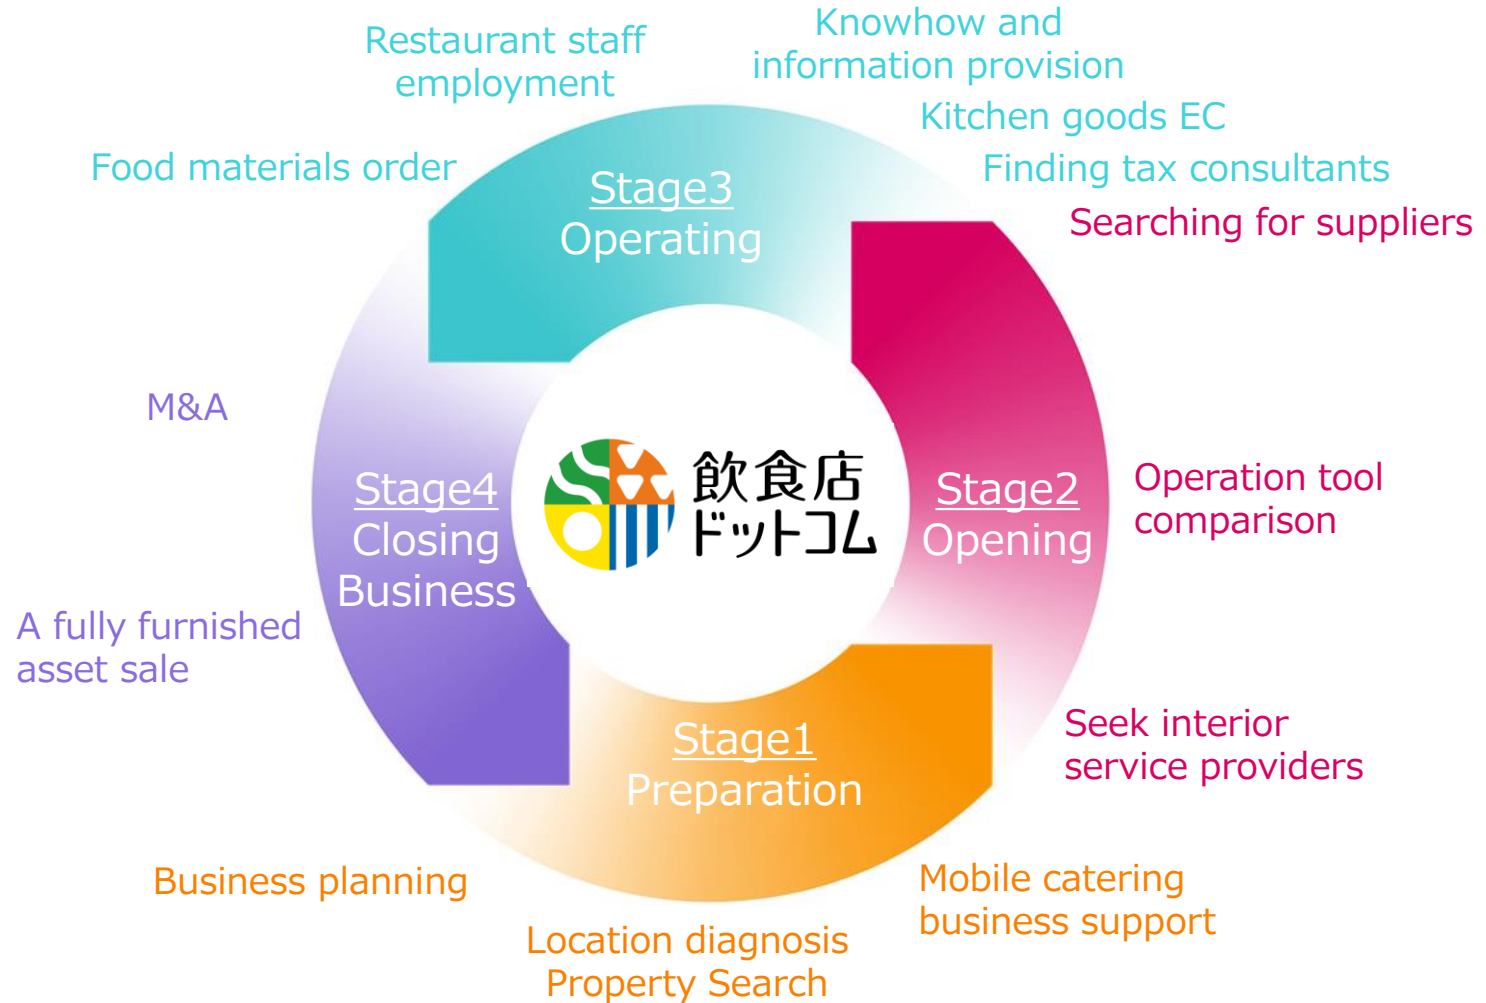 Restaurant staff
employment
Knowhow and
information provision
Kitchen goods EC
Finding tax consultants
Food materials order
Stage3
Operating
Searching for suppliers
M&A
Stage4
Closing
Business
飲食店
ドットコム
Stage2
Opening
Operation tool
comparison
A fully furnished
asset sale
Stage1
Preparation
Seek interior
service providers
Business planning
Location diagnosis
Property Search
Mobile catering
business support